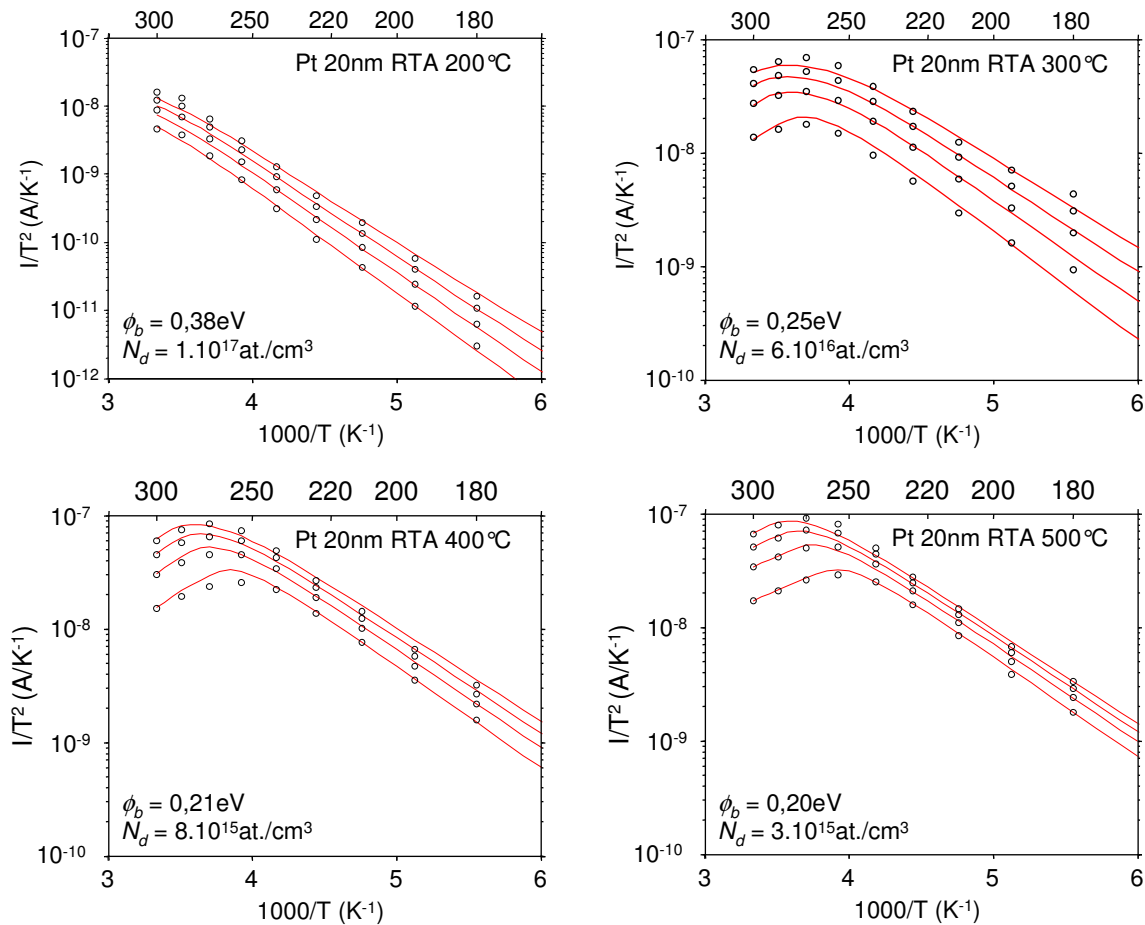 300 250 220 200 180
10⁻⁷
Pt 20nm RTA 200°C
10⁻⁸
10⁻⁹
I/T² (A/K⁻¹)
10⁻¹⁰
10⁻¹¹
ϕb = 0,38eV
Nd = 1.10¹⁷at./cm³
10⁻¹²
3 4 5 6
1000/T (K⁻¹)
300 250 220 200 180
10⁻⁷
Pt 20nm RTA 300°C
10⁻⁸
I/T² (A/K⁻¹)
10⁻⁹
ϕb = 0,25eV
Nd = 6.10¹⁶at./cm³
10⁻¹⁰
3 4 5 6
1000/T (K⁻¹)
300 250 220 200 180
10⁻⁷
Pt 20nm RTA 400°C
10⁻⁸
I/T² (A/K⁻¹)
10⁻⁹
ϕb = 0,21eV
Nd = 8.10¹⁵at./cm³
10⁻¹⁰
3 4 5 6
1000/T (K⁻¹)
300 250 220 200 180
10⁻⁷
Pt 20nm RTA 500°C
10⁻⁸
I/T² (A/K⁻¹)
10⁻⁹
ϕb = 0,20eV
Nd = 3.10¹⁵at./cm³
10⁻¹⁰
3 4 5 6
1000/T (K⁻¹)